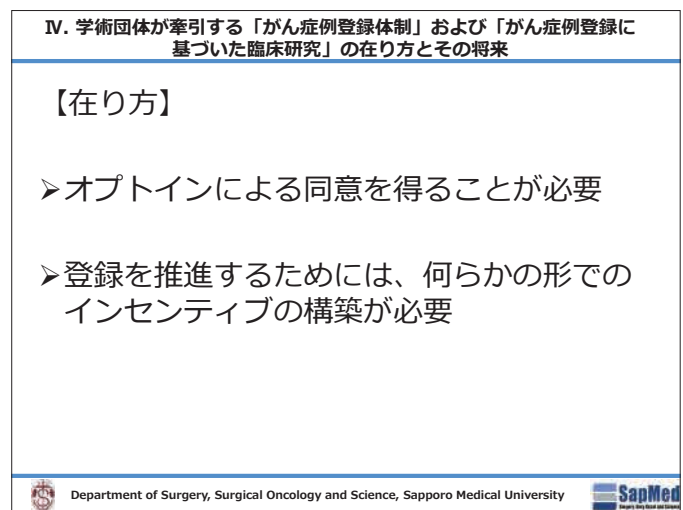 Ⅳ. 学術団体が牽引する「がん症例登録体制」および「がん症例登録に
基づいた臨床研究」の在り方とその将来
【在り方】
➢オプトインによる同意を得ることが必要
➢登録を推進するためには、何らかの形での
インセンティブの構築が必要
Department of Surgery, Surgical Oncology and Science, Sapporo Medical University
SapMed